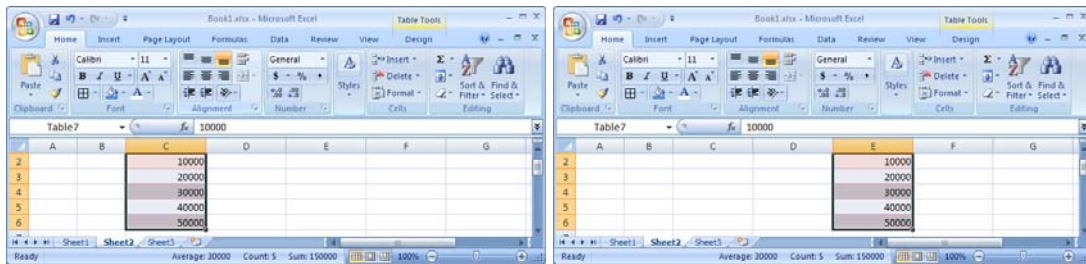 Book1.xlsx - Microsoft Excel
Table Tools
Home Insert Page Layout Formulas Data Review View Design
Paste
Calibri 11
B I U
General
$ - % ,
Styles
Insert
Delete
Format
Sort & Filter
Find & Select
Clipboard Font Alignment Number Cells Editing
Table7 fx 10000
A B C D E F G
2 10000
3 20000
4 30000
5 40000
6 50000
Sheet1 Sheet2 Sheet3
Ready Average: 30000 Count: 5 Sum: 150000 100%
Book1.xlsx - Microsoft Excel
Table Tools
Home Insert Page Layout Formulas Data Review View Design
Paste
Calibri 11
B I U
General
$ - % ,
Styles
Insert
Delete
Format
Sort & Filter
Find & Select
Clipboard Font Alignment Number Cells Editing
Table7 fx 10000
A B C D E F G
2 10000
3 20000
4 30000
5 40000
6 50000
Sheet1 Sheet2 Sheet3
Ready Average: 30000 Count: 5 Sum: 150000 100%